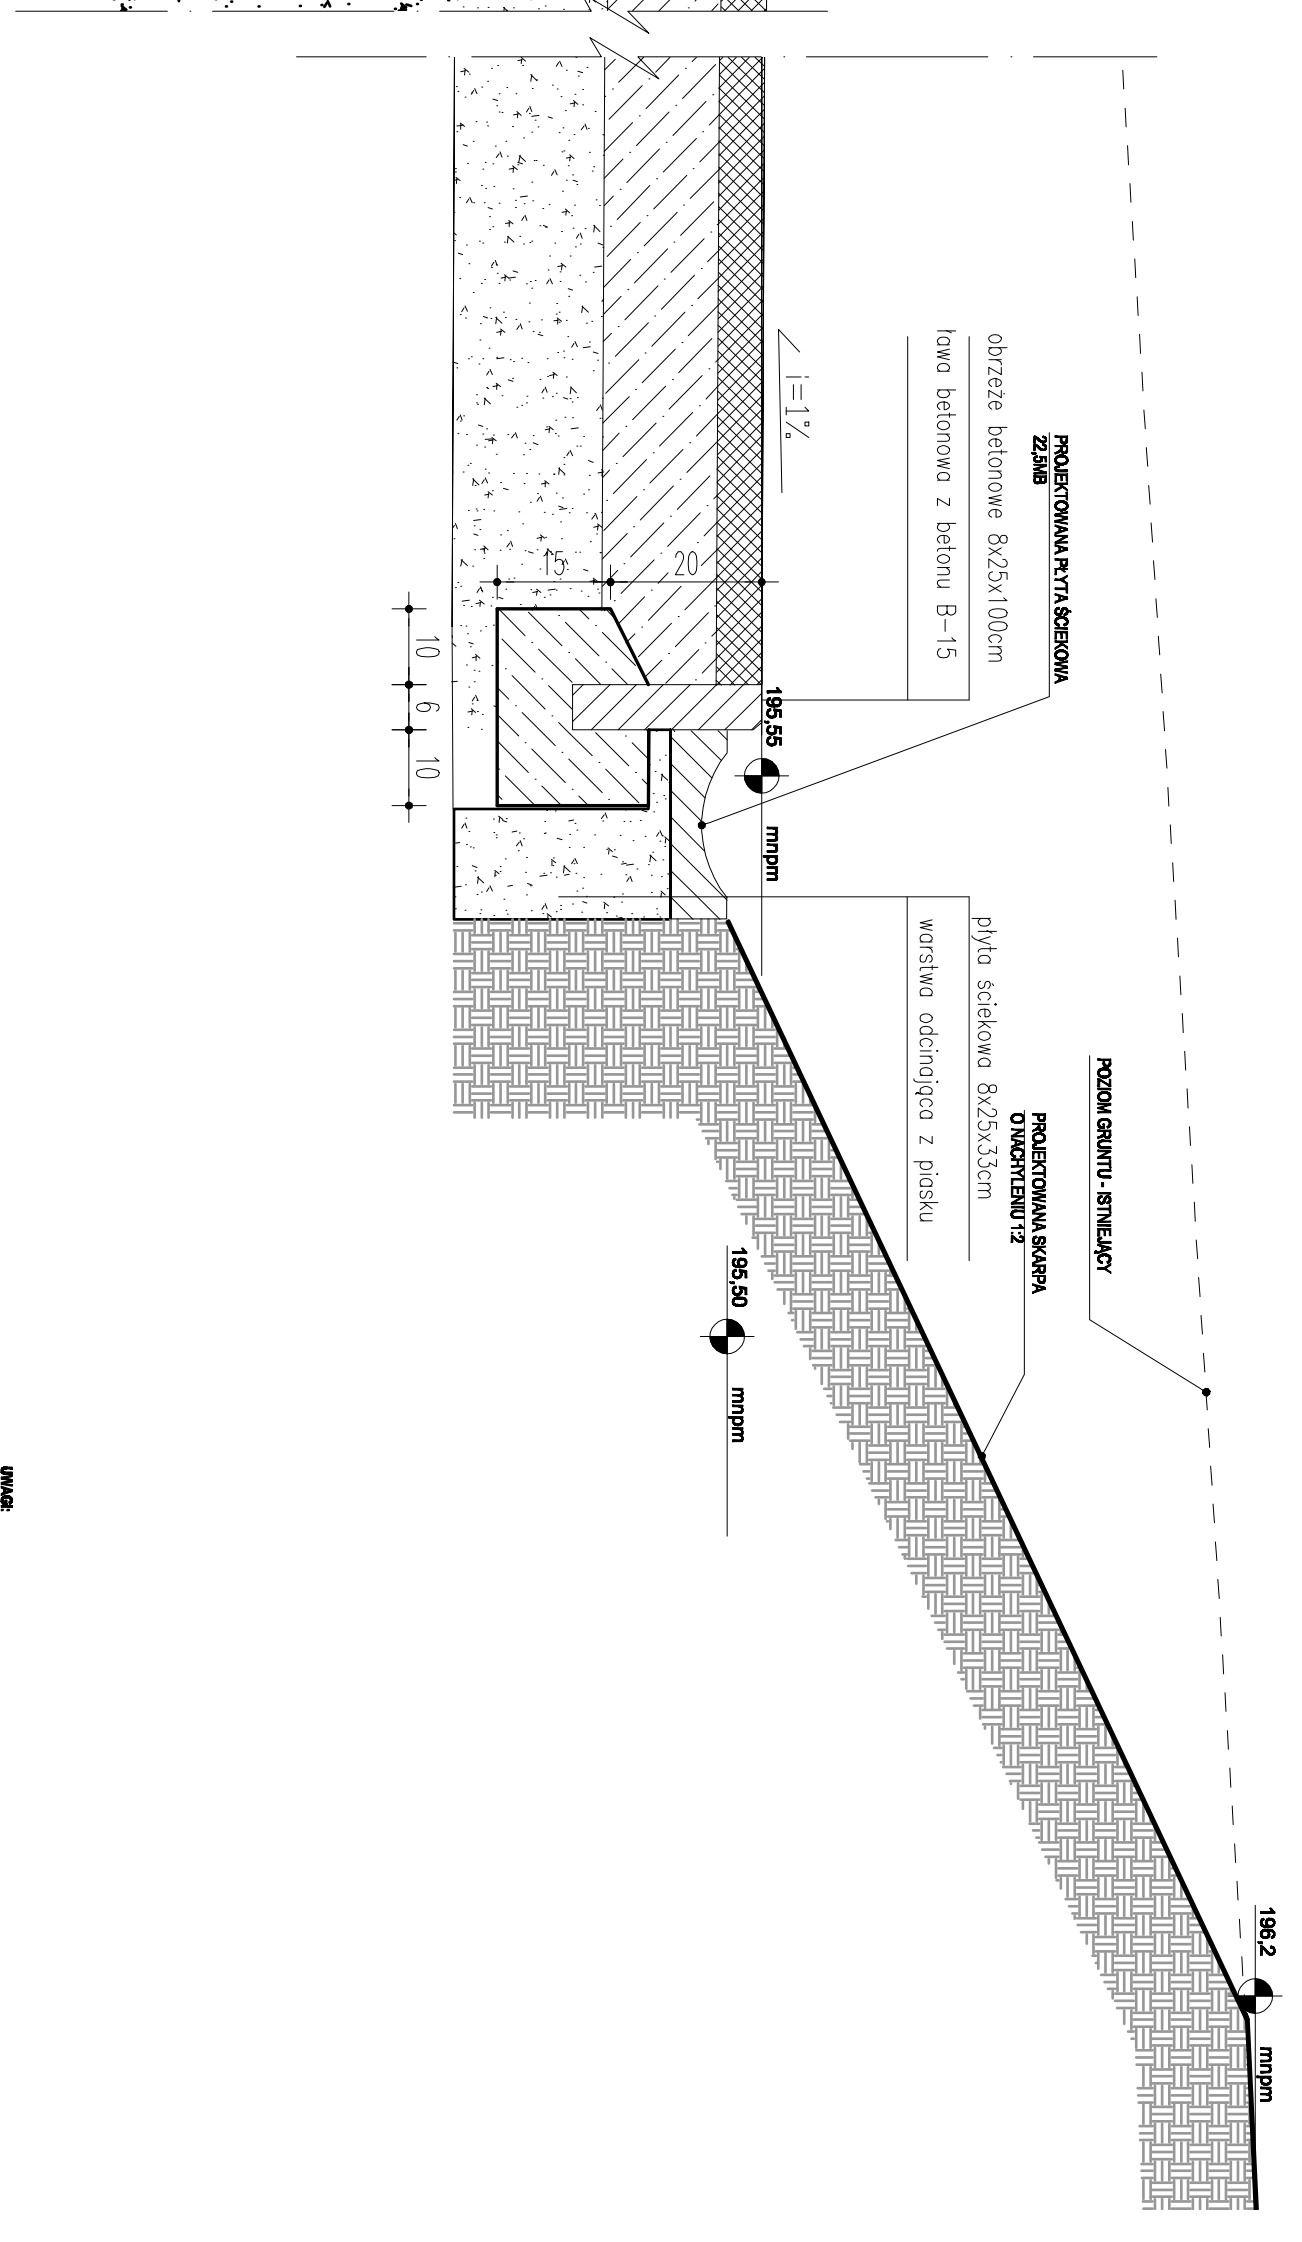 i=1%
obrzeże betonowe 8x25x100cm
ława betonowa z betonu B-15
PROJEKTOWANA PŁYTA ŚCIEKOWA
22,5MB
15
20
10
6
10
195,55
mnpm
płyta ściekowa 8x25x33cm
warstwa odcinająca z piasku
POZIOM GRUNTU - ISTNIEJĄCY
PROJEKTOWANA SKARPA
O NACHYLENIU 1:2
195,50
mnpm
196,2
mnpm
UWAGI: